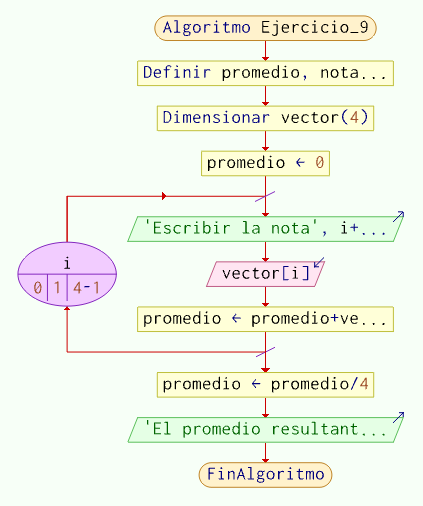 Algoritmo Ejercicio_9
Definir promedio, nota...
Dimensionar vector(4)
promedio ← 0
'Escribir la nota', i+...
i
0 1 4-1
vector[i]
promedio ← promedio+ve...
promedio ← promedio/4
'El promedio resultant...
FinAlgoritmo